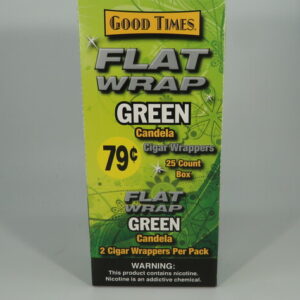 GOOD TIMES
FLAT
WRAP
GREEN
Candela
Cigar Wrappers
79¢
25 Count
Box
FLAT
WRAP
GREEN
Candela
2 Cigar Wrappers Per Pack
WARNING:
This product contains nicotine.
Nicotine is an addictive chemical.